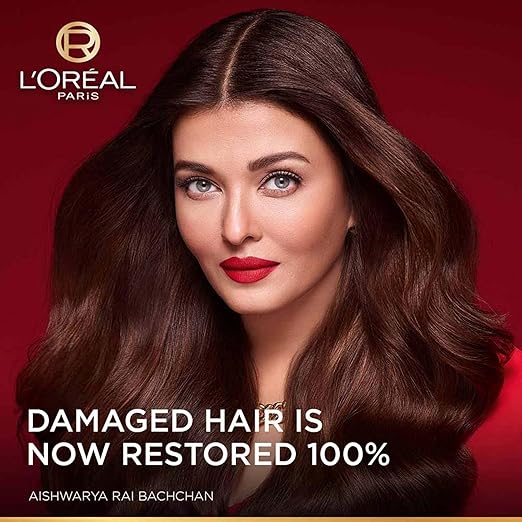 L'ORÉAL
PARiS
DAMAGED HAIR IS
NOW RESTORED 100%
AISHWARYA RAI BACHCHAN